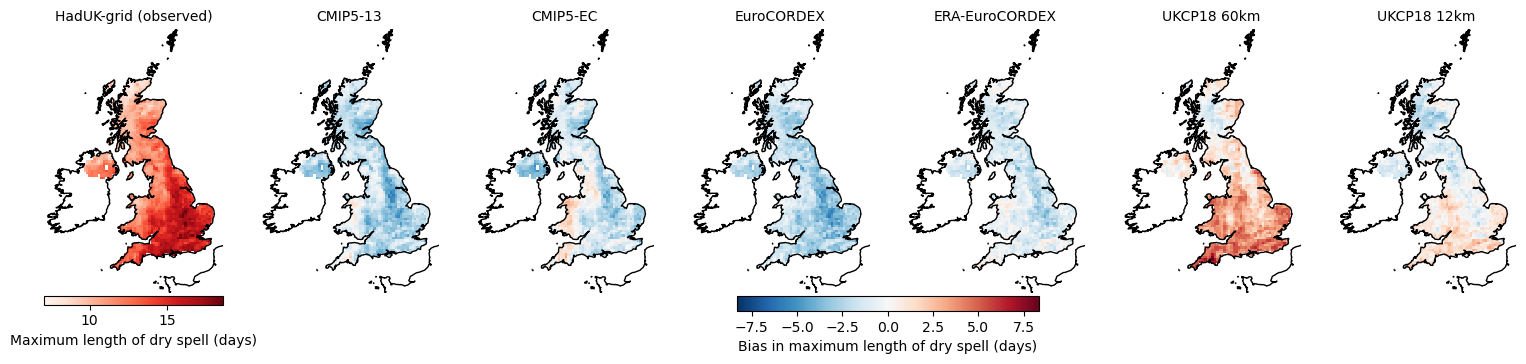 HadUK-grid (observed)
CMIP5-13
CMIP5-EC
EuroCORDEX
ERA-EuroCORDEX
UKCP18 60km
UKCP18 12km
10 15
Maximum length of dry spell (days)
−7.5 −5.0 −2.5 0.0 2.5 5.0 7.5
Bias in maximum length of dry spell (days)